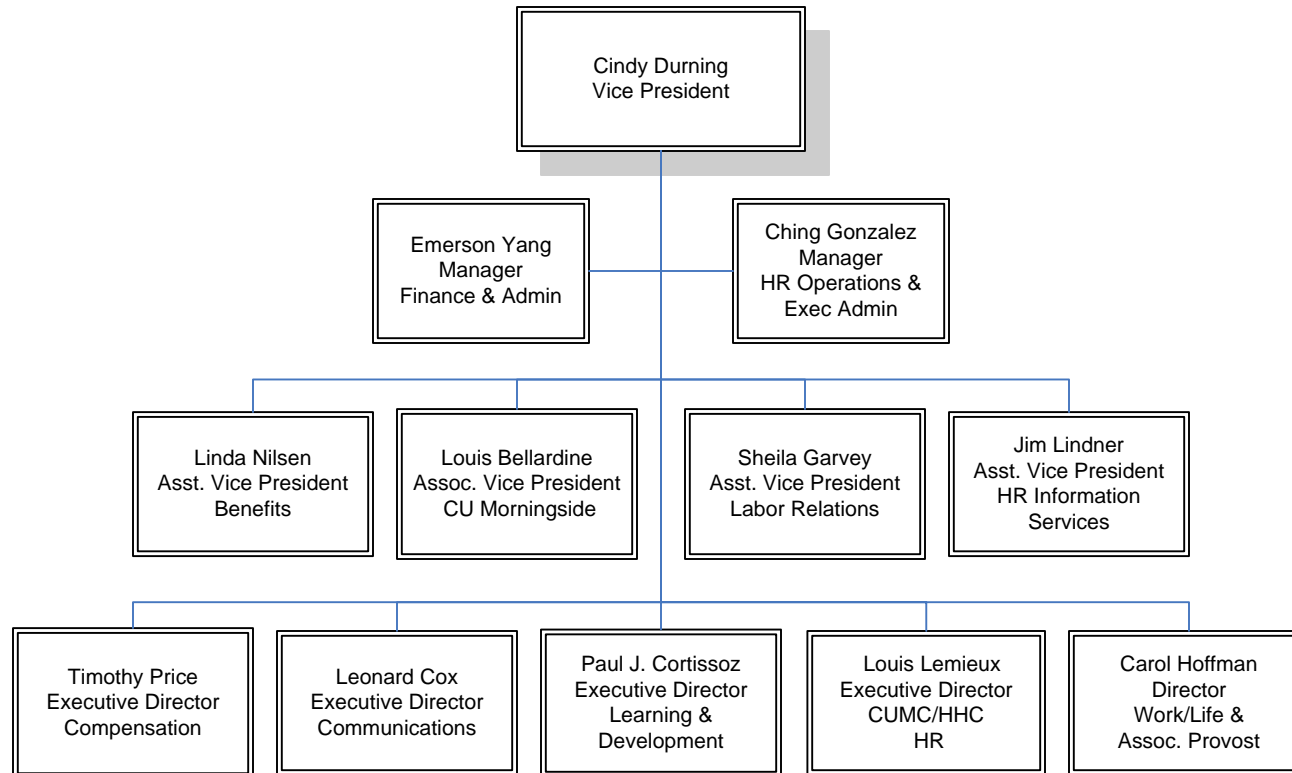 Cindy Durning
Vice President
Emerson Yang
Manager
Finance & Admin
Ching Gonzalez
Manager
HR Operations &
Exec Admin
Linda Nilsen
Asst. Vice President
Benefits
Louis Bellardine
Assoc. Vice President
CU Morningside
Sheila Garvey
Asst. Vice President
Labor Relations
Jim Lindner
Asst. Vice President
HR Information
Services
Timothy Price
Executive Director
Compensation
Leonard Cox
Executive Director
Communications
Paul J. Cortissoz
Executive Director
Learning &
Development
Louis Lemieux
Executive Director
CUMC/HHC
HR
Carol Hoffman
Director
Work/Life &
Assoc. Provost